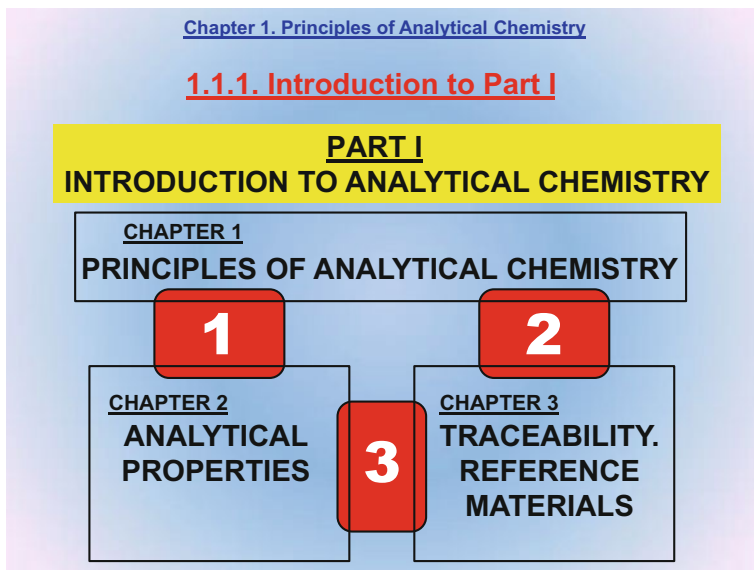 Chapter 1. Principles of Analytical Chemistry
1.1.1. Introduction to Part I
PART I
INTRODUCTION TO ANALYTICAL CHEMISTRY
CHAPTER 1
PRINCIPLES OF ANALYTICAL CHEMISTRY
1
2
CHAPTER 2
ANALYTICAL
PROPERTIES
3
CHAPTER 3
TRACEABILITY.
REFERENCE
MATERIALS